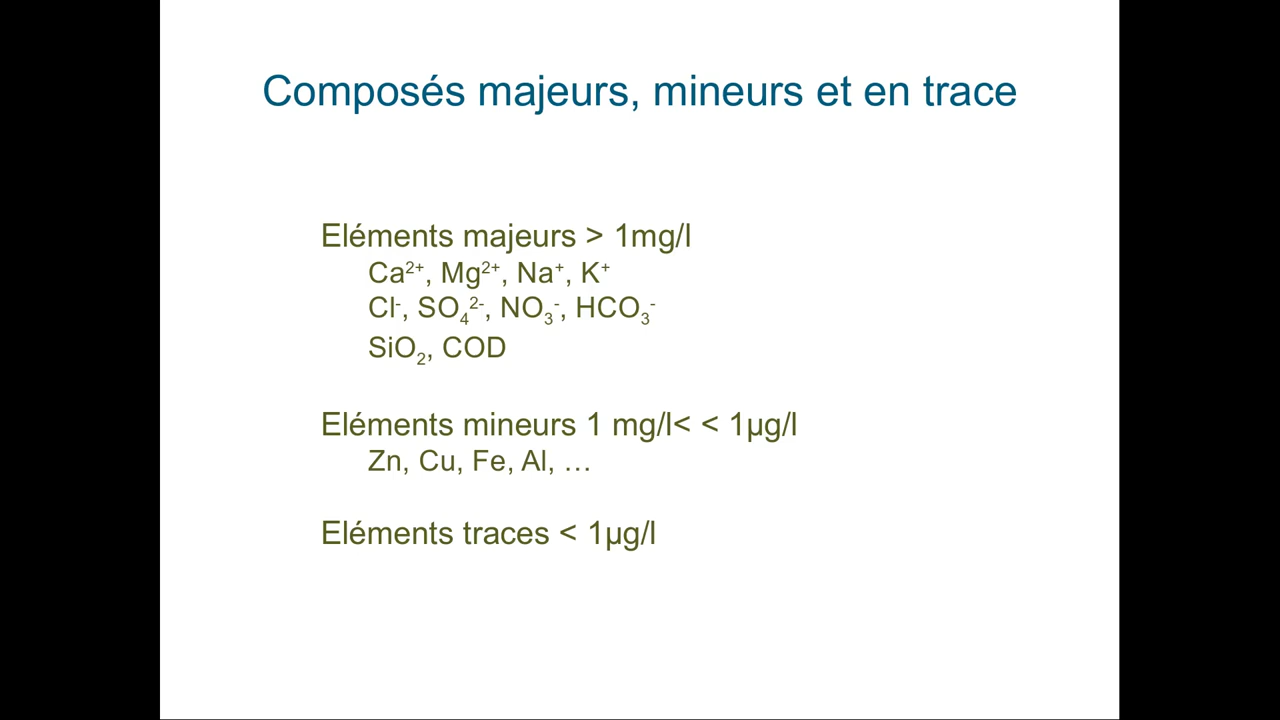 Composés majeurs, mineurs et en trace
Eléments majeurs > 1mg/l
Ca²⁺, Mg²⁺, Na⁺, K⁺
Cl⁻, SO₄²⁻, NO₃⁻, HCO₃⁻
SiO₂, COD
Eléments mineurs 1 mg/l< < 1µg/l
Zn, Cu, Fe, Al, …
Eléments traces < 1µg/l